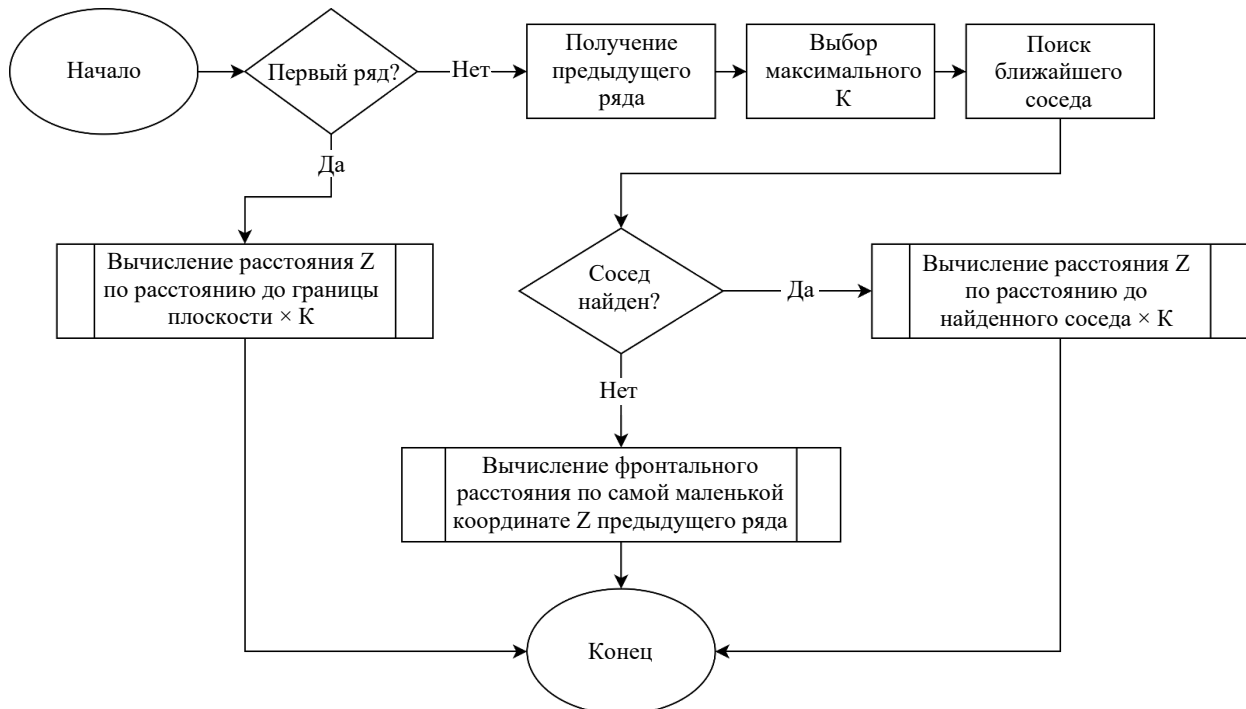 Начало
Первый ряд?
Нет
Получение
предыдущего
ряда
Выбор
максимального
К
Поиск
ближайшего
соседа
Да
Вычисление расстояния Z
по расстоянию до границы
плоскости × К
Сосед
найден?
Да
Вычисление расстояния Z
по расстоянию до
найденного соседа × К
Нет
Вычисление фронтального
расстояния по самой маленькой
координате Z предыдущего ряда
Конец